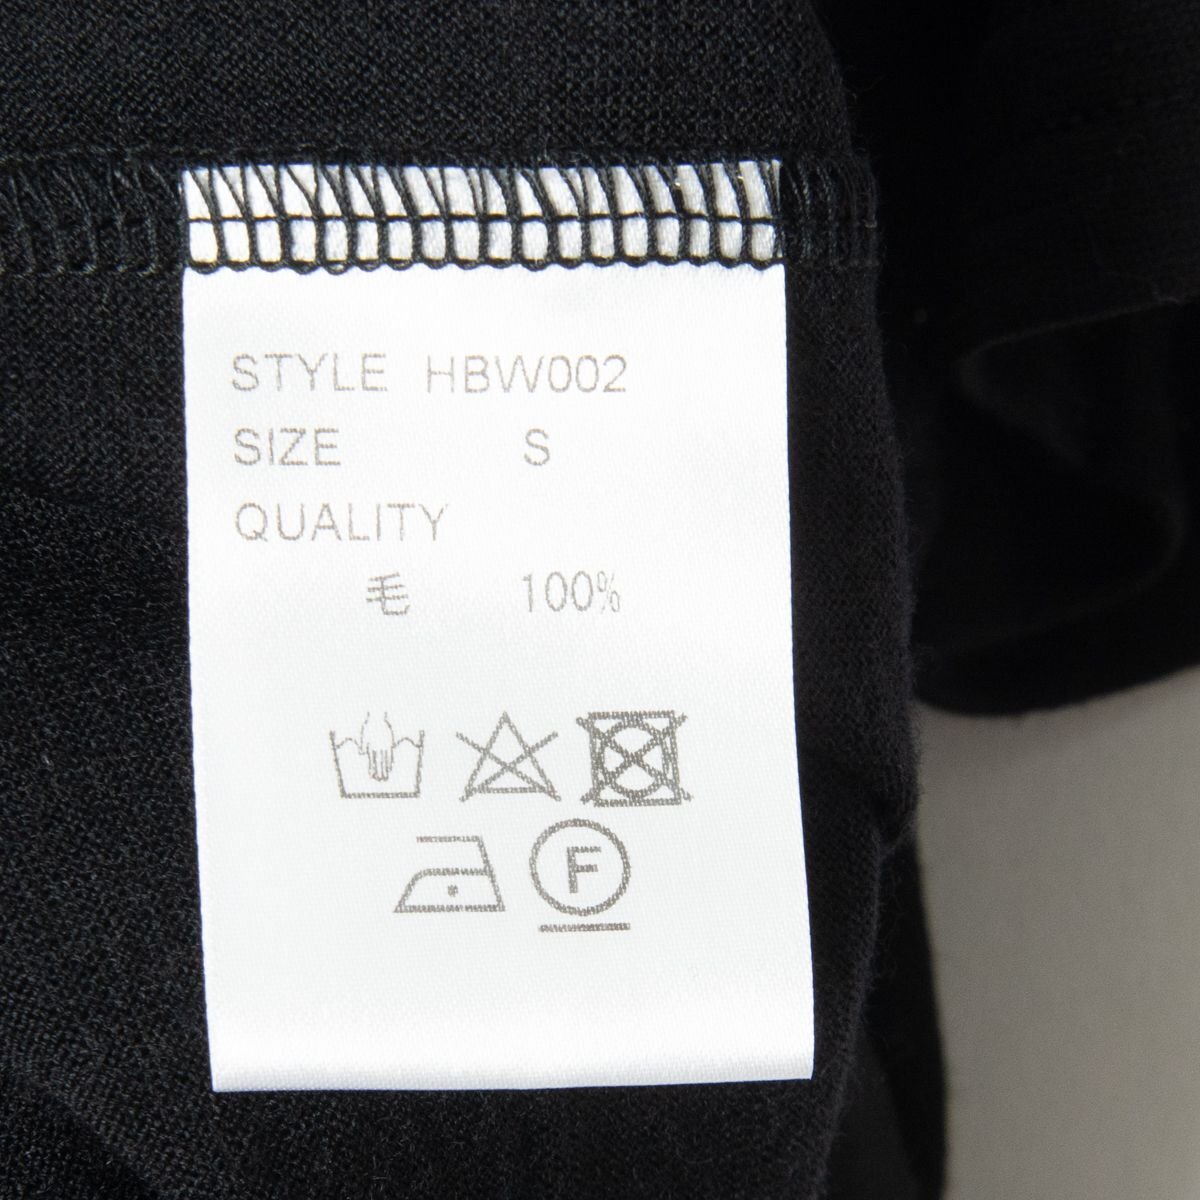 STYLE HBW002
SIZE S
QUALITY
毛 100%
F